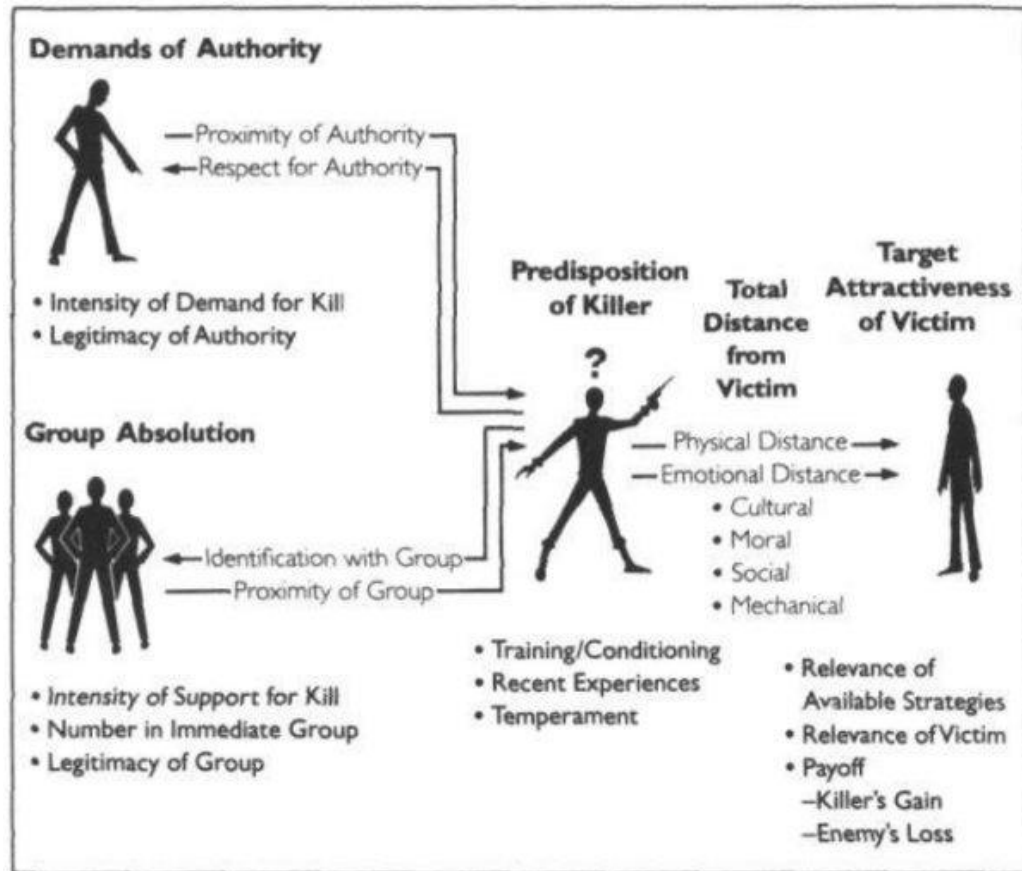 Demands of Authority
Proximity of Authority
Respect for Authority
• Intensity of Demand for Kill
• Legitimacy of Authority
Group Absolution
Identification with Group
Proximity of Group
• Intensity of Support for Kill
• Number in Immediate Group
• Legitimacy of Group
Predisposition
of Killer
?
• Training/Conditioning
• Recent Experiences
• Temperament
Total
Distance
from
Victim
Physical Distance
Emotional Distance
• Cultural
• Moral
• Social
• Mechanical
Target
Attractiveness
of Victim
• Relevance of
Available Strategies
• Relevance of Victim
• Payoff
–Killer's Gain
–Enemy's Loss